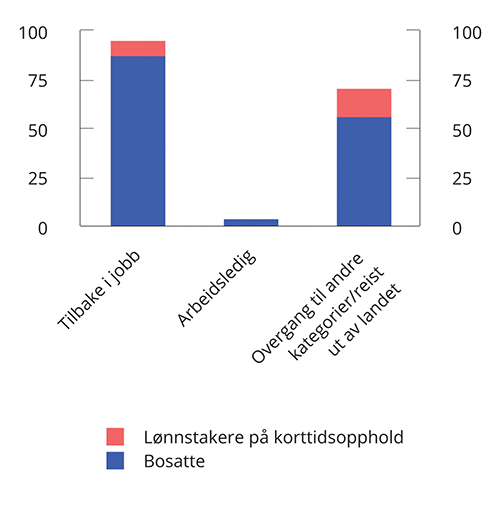 100 100
75 75
50 50
25 25
0 0
Tilbake i jobb
Arbeidsledig
Overgang til andre
kategorier/reist
ut av landet
Lønnstakere på korttidsopphold
Bosatte